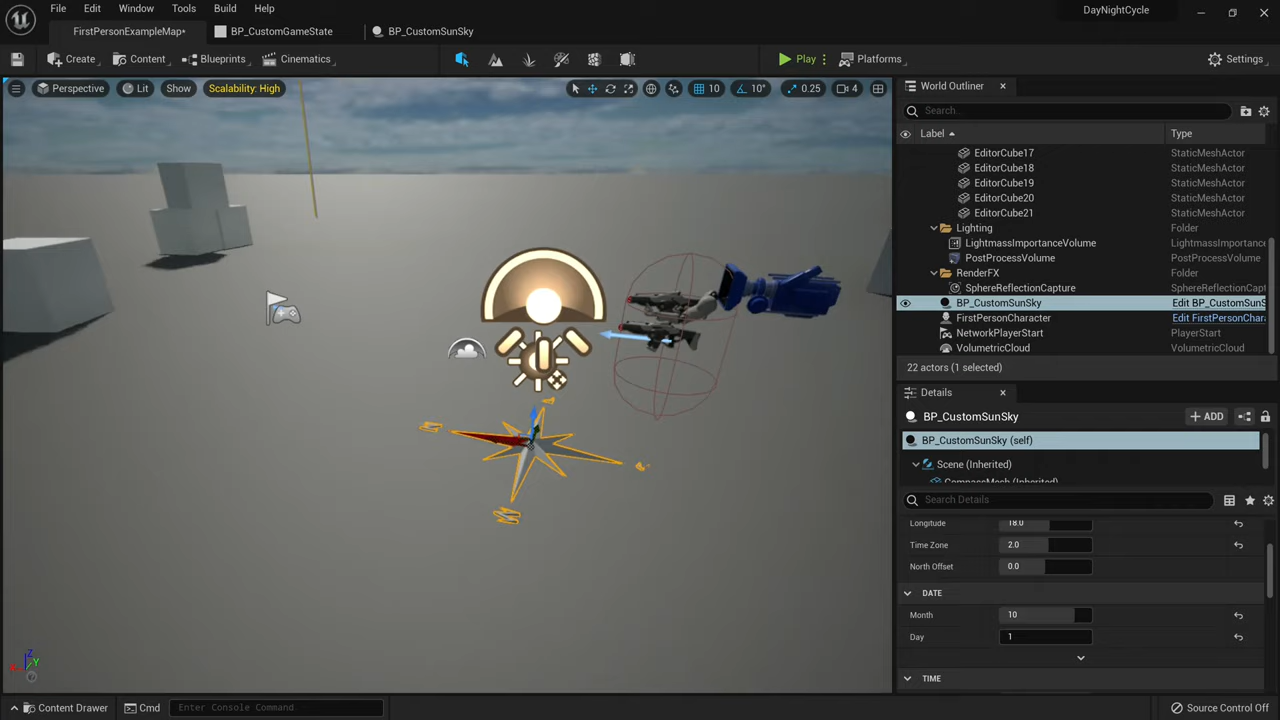 File Edit Window Tools Build Help
DayNightCycle
FirstPersonExampleMap*
BP_CustomGameState
BP_CustomSunSky
Create
Content
Blueprints
Cinematics
Play
Platforms
Settings
Perspective
Lit
Show
Scalability: High
10
10°
0.25
4
World Outliner
Search...
Label
Type
EditorCube17 StaticMeshActor
EditorCube18 StaticMeshActor
EditorCube19 StaticMeshActor
EditorCube20 StaticMeshActor
EditorCube21 StaticMeshActor
Lighting Folder
LightmassImportanceVolume LightmassImportance
PostProcessVolume PostProcessVolume
RenderFX Folder
SphereReflectionCapture SphereReflectionCap
BP_CustomSunSky Edit BP_CustomSunS
FirstPersonCharacter Edit FirstPersonChar
NetworkPlayerStart PlayerStart
VolumetricCloud VolumetricCloud
22 actors (1 selected)
Details
BP_CustomSunSky
ADD
BP_CustomSunSky (self)
Scene (Inherited)
CompassMesh (Inherited)
Search Details
Longitude 18.0
Time Zone 2.0
North Offset 0.0
DATE
Month 10
Day 1
TIME
Content Drawer
Cmd
Enter Console Command
Source Control Off